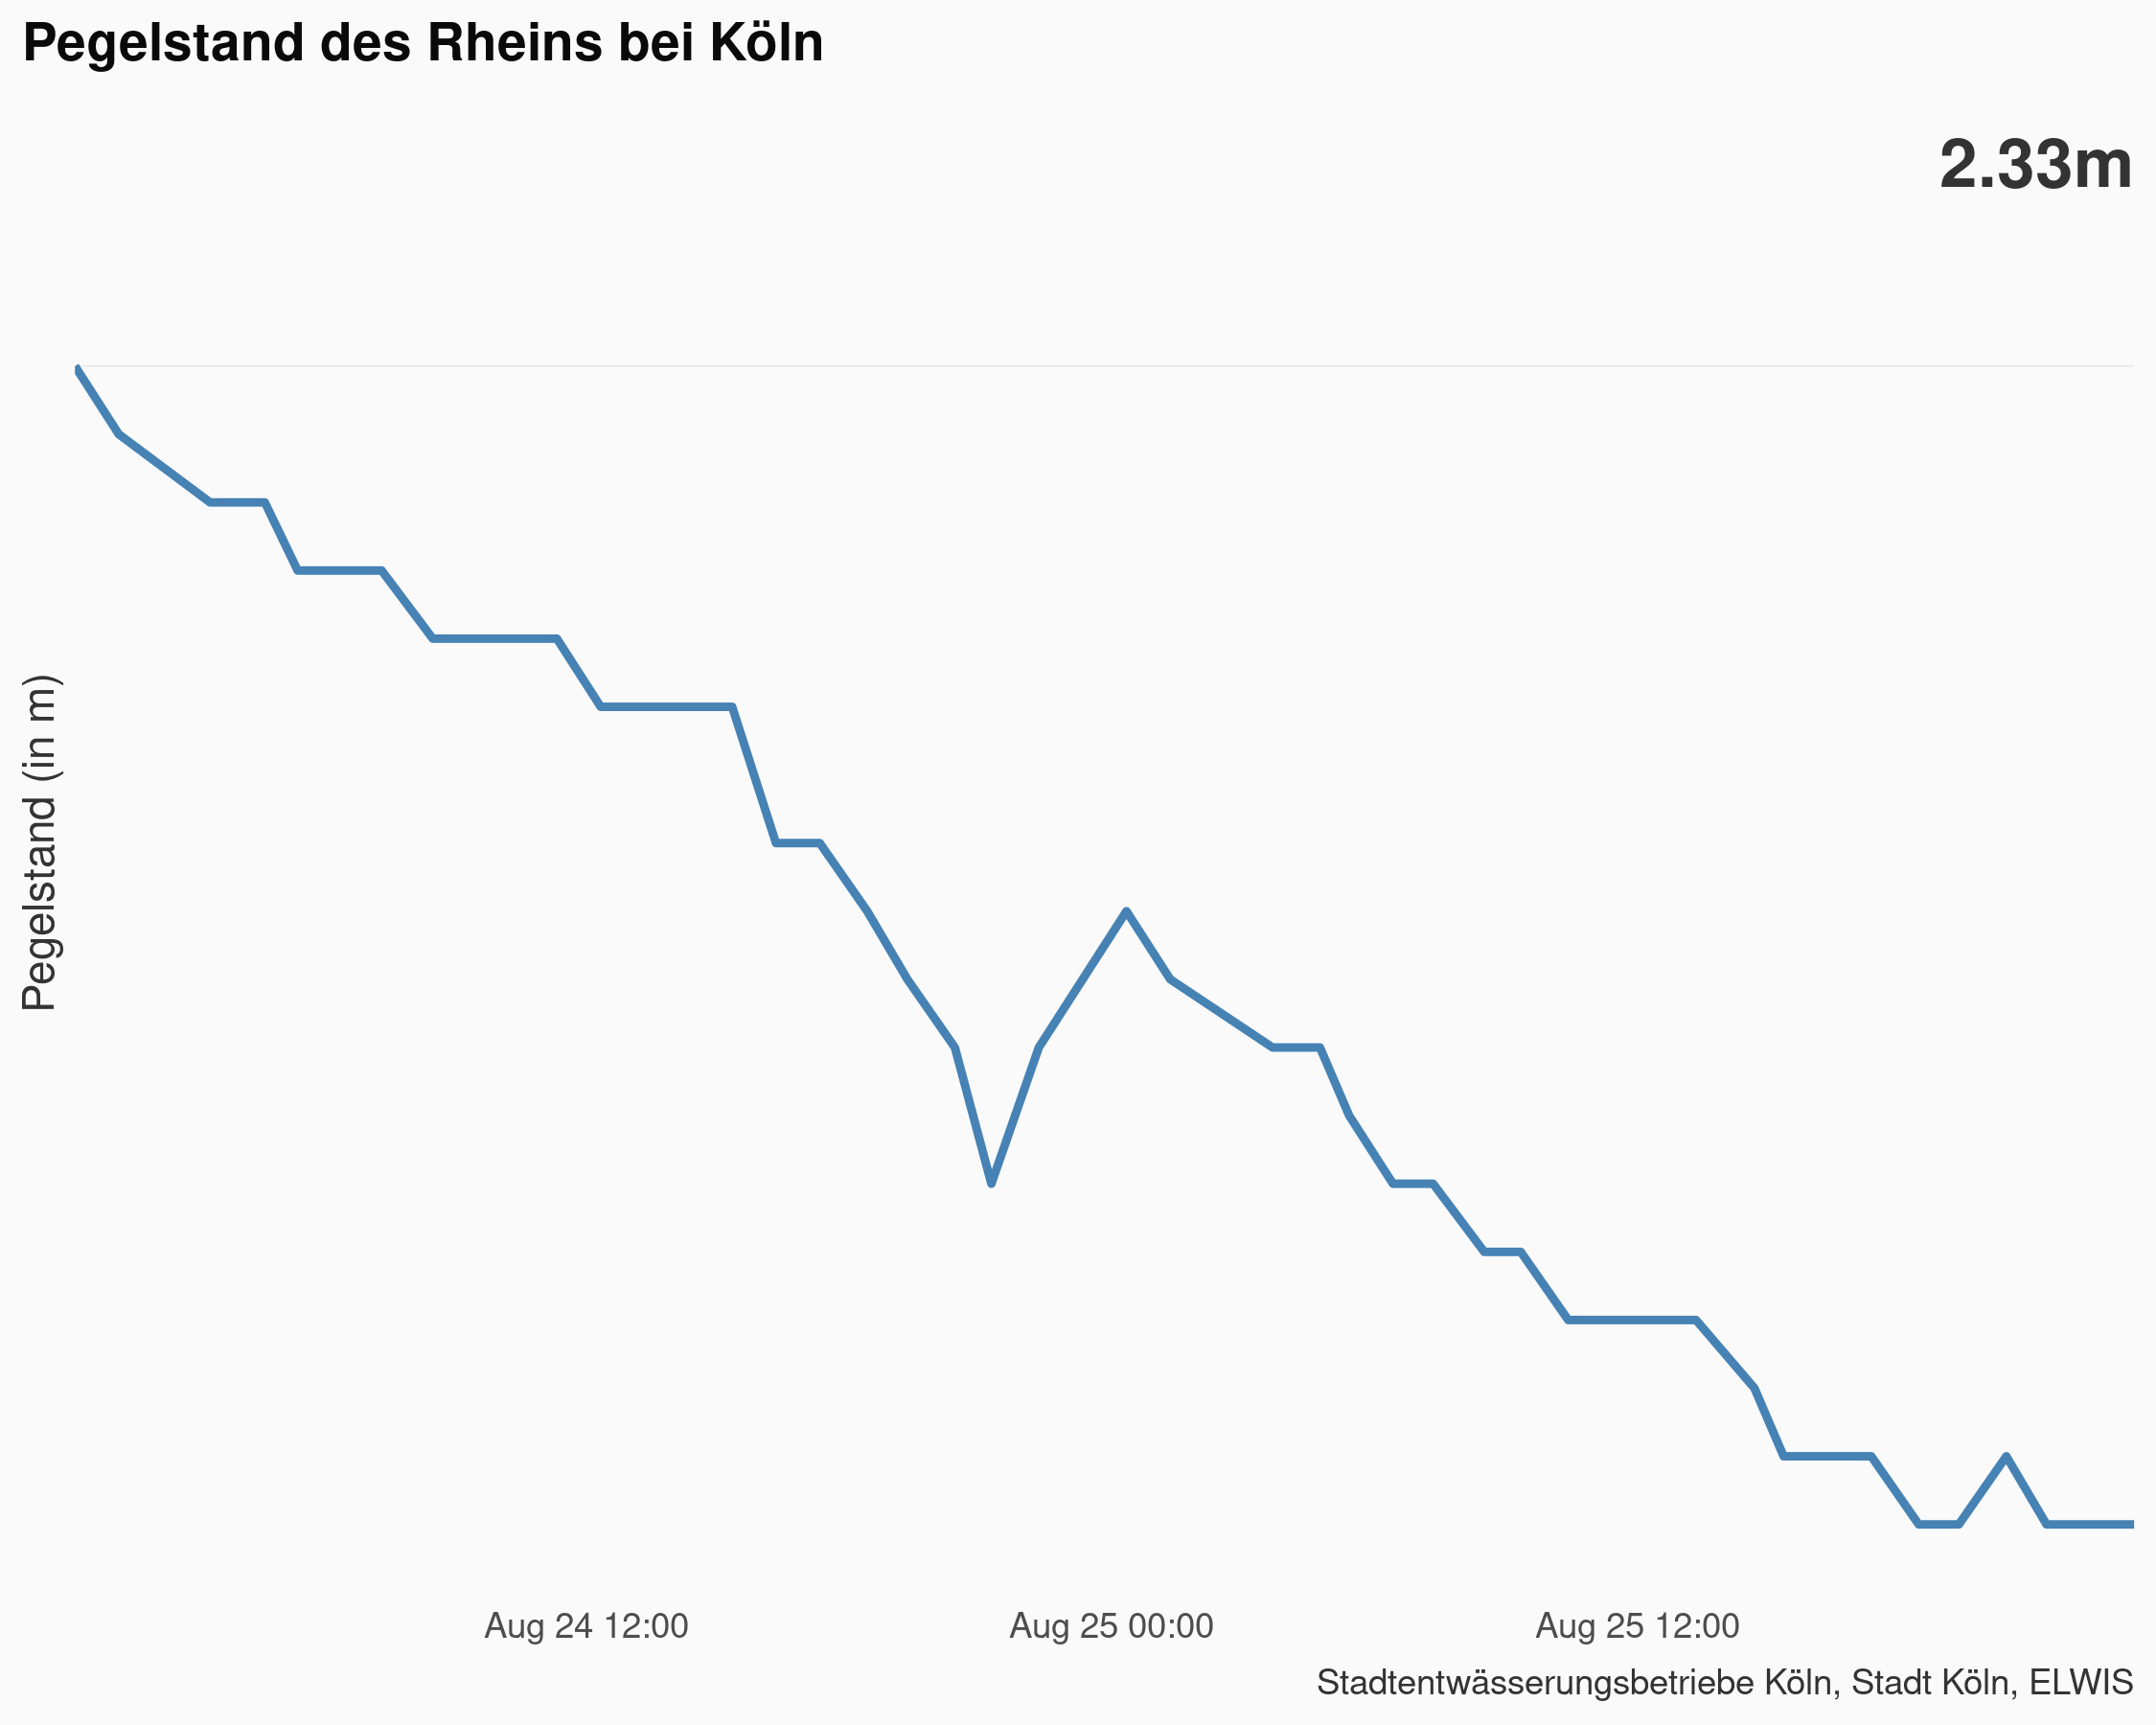 Pegelstand des Rheins bei Köln
2.33m
Pegelstand (in m)
Aug 24 12:00
Aug 25 00:00
Aug 25 12:00
Stadtentwässerungsbetriebe Köln, Stadt Köln, ELWIS